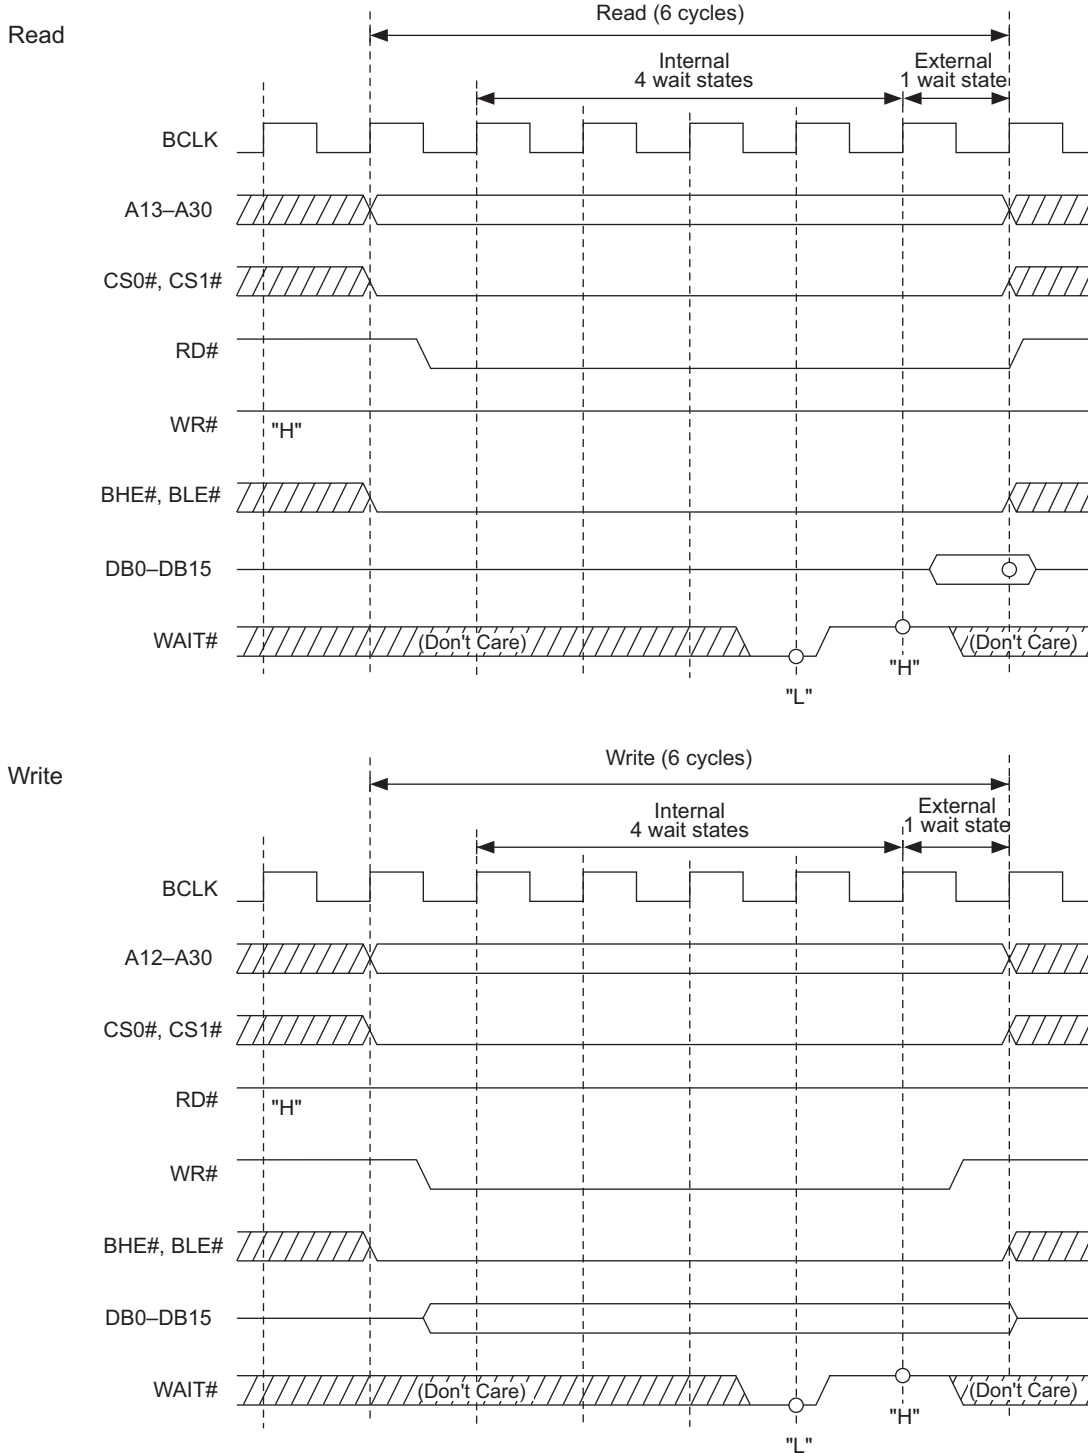 Read
Read (6 cycles)
Internal
4 wait states
External
1 wait state
BCLK
A13–A30
CS0#, CS1#
RD#
WR#
"H"
BHE#, BLE#
DB0–DB15
WAIT#
(Don't Care)
(Don't Care)
"H"
"L"
Write
Write (6 cycles)
Internal
4 wait states
External
1 wait state
BCLK
A12–A30
CS0#, CS1#
RD#
"H"
WR#
BHE#, BLE#
DB0–DB15
WAIT#
(Don't Care)
(Don't Care)
"H"
"L"